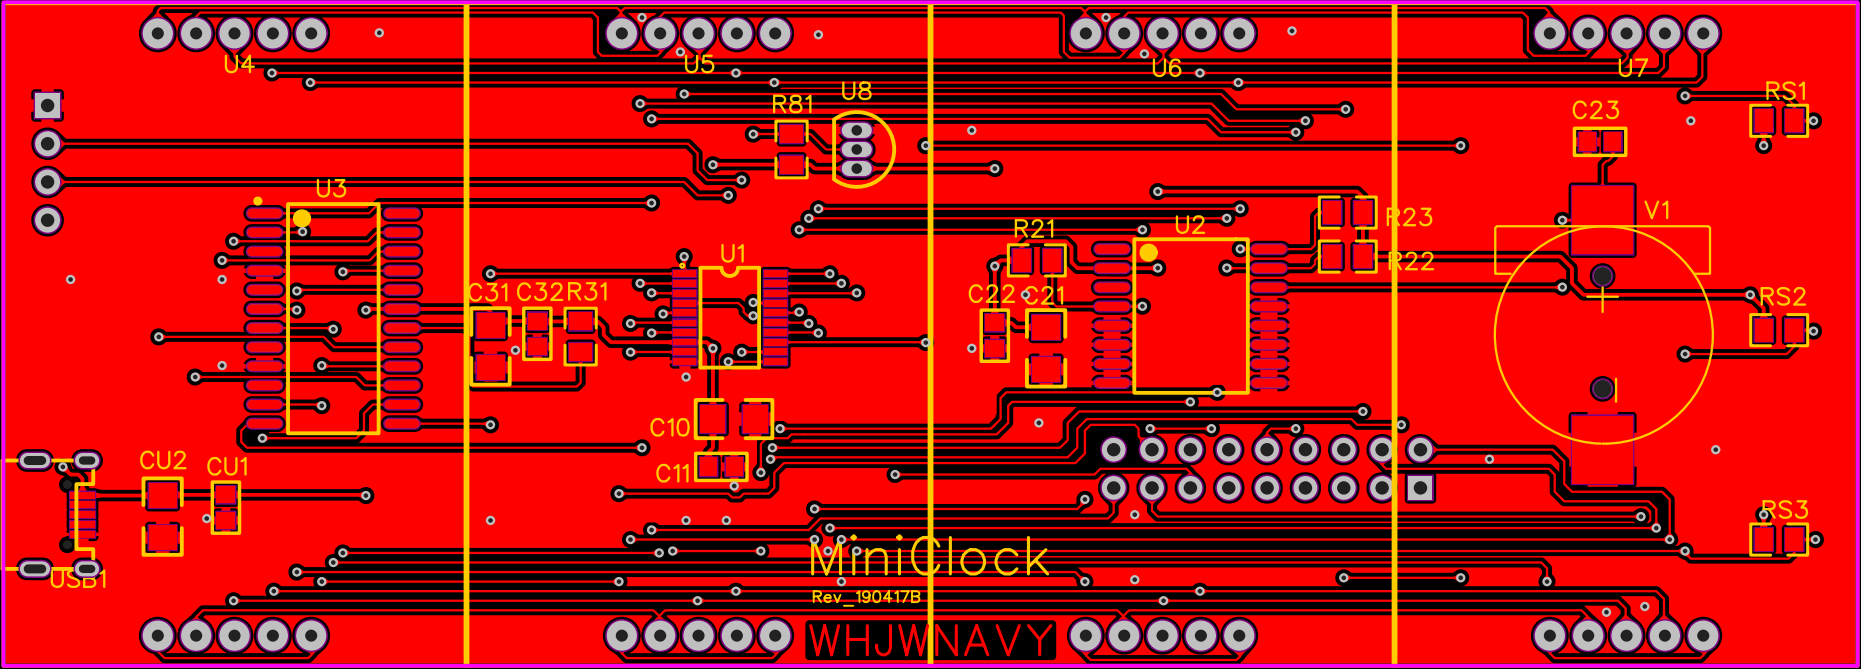 U4
U5
U6
U7
R81
U8
C23
RS1
U3
R21
U2
R23
V1
U1
R22
C31
C32
R31
C22
C21
RS2
C10
CU2
CU1
C11
RS3
MiniClock
USB1
Rev_190417B
WHJWNAVY